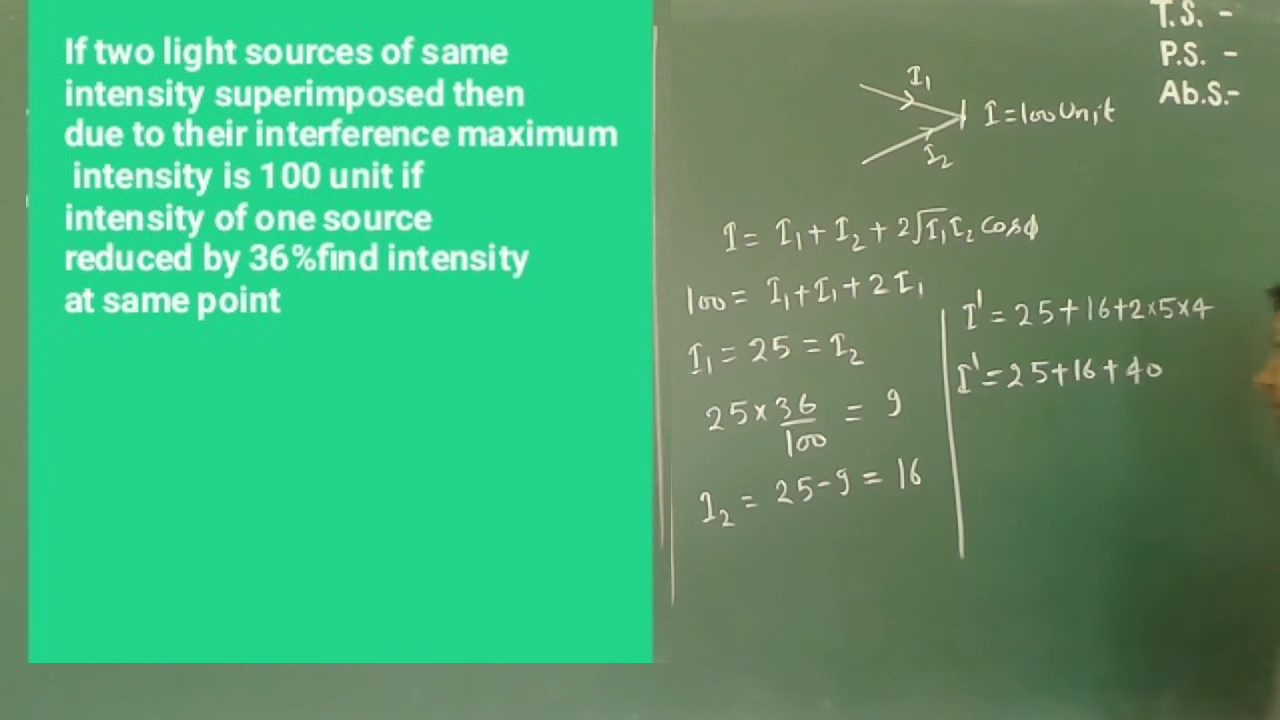 If two light sources of same
intensity superimposed then
due to their interference maximum
intensity is 100 unit if
intensity of one source
reduced by 36%find intensity
at same point
T.S. -
P.S. -
Ab.S.-
I₁
I = 100 Unit
I₂
I = I₁ + I₂ + 2√I₁I₂ cosϕ
100 = I₁ + I₁ + 2I₁
I₁ = 25 = I₂
25 × 36/100 = 9
I₂ = 25 - 9 = 16
I' = 25 + 16 + 2×5×4
I' = 25 + 16 + 40